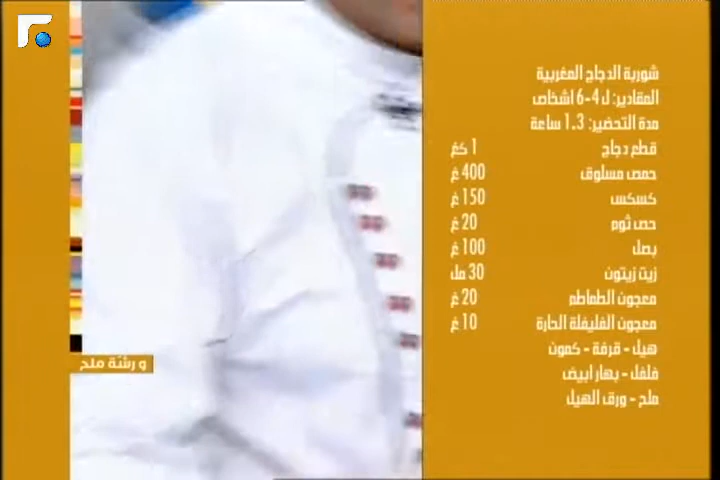 شوربة الدجاج المغربية
المقادير: ل 4-6 اشخاص
مدة التحضير: 1.3 ساعة
قطع دجاج 1 كغ
حمص مسلوق 400 غ
كسكس 150 غ
حص ثوم 20 غ
بصل 100 غ
زيت زيتون 30 مل
معجون الطماطم 20 غ
معجون الفليفلة الحارة 10 غ
هيل - قرفة - كمون
فلفل - بهار ابيض
ملح - ورق الهيل
و رشة ملح